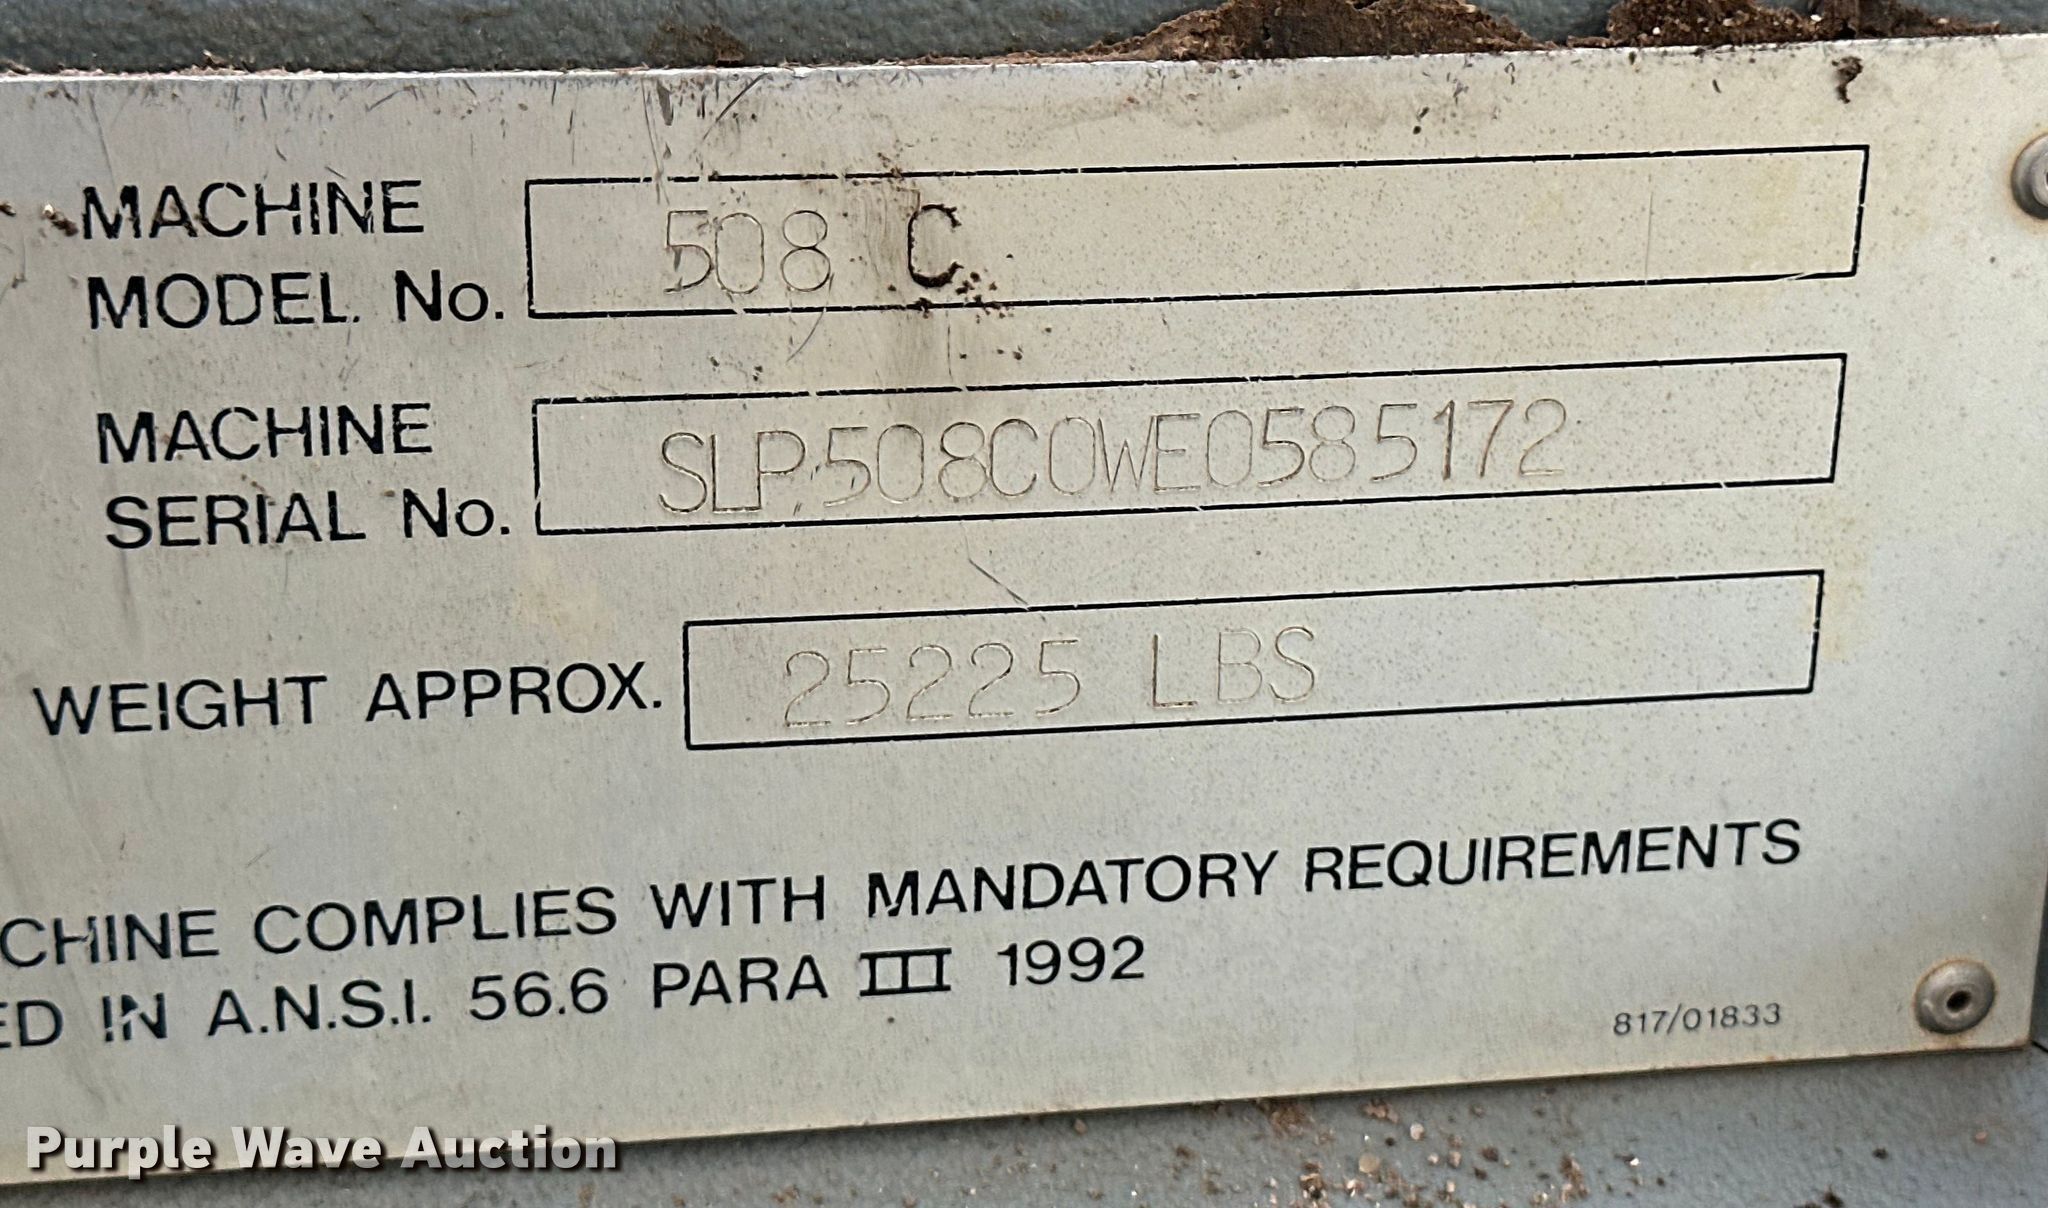 MACHINE
MODEL. No. 508 C
MACHINE
SERIAL No. SLP508COWE0585172
WEIGHT APPROX. 25225 LBS
CHINE COMPLIES WITH MANDATORY REQUIREMENTS
ED IN A.N.S.I. 56.6 PARA III 1992
817/01833
Purple Wave Auction